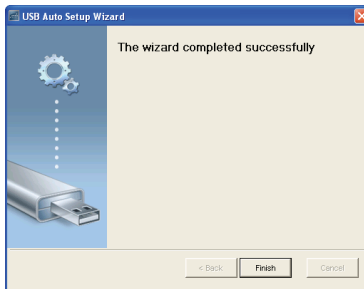 USB Auto Setup Wizard
The wizard completed successfully
< Back Finish Cancel